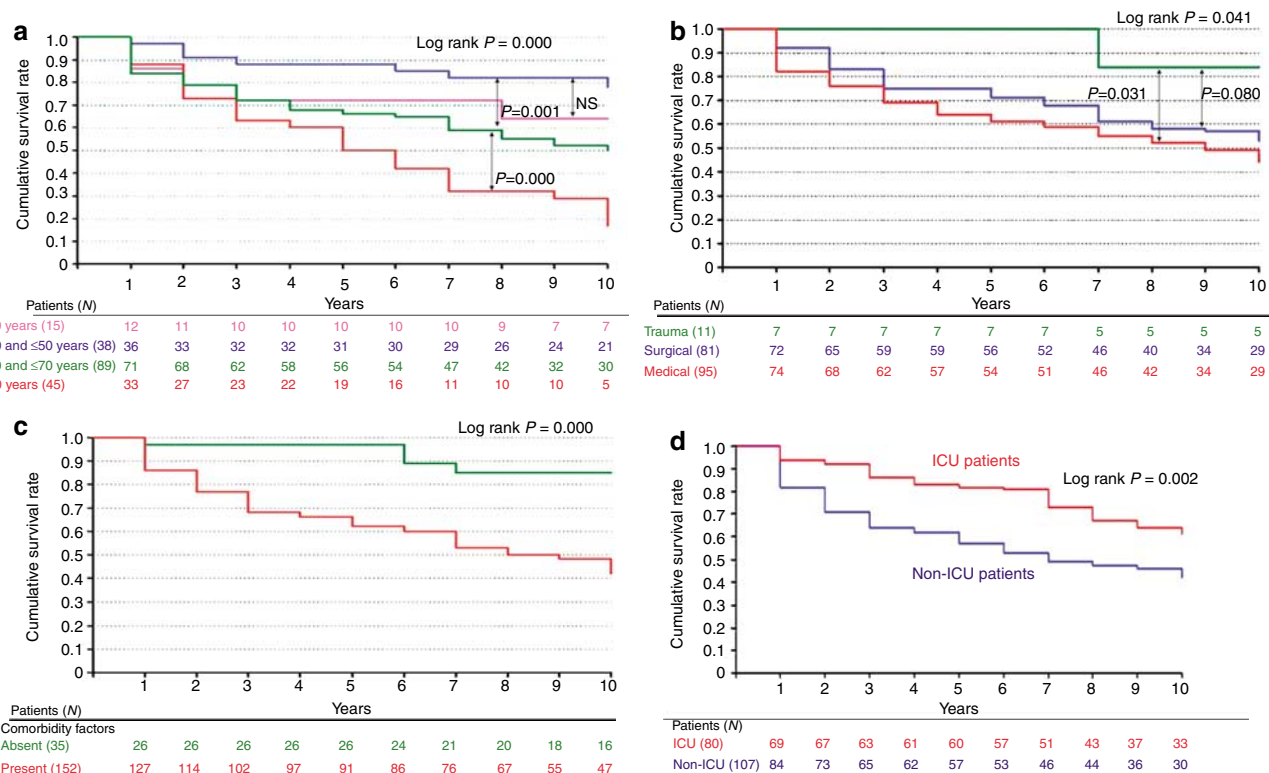 a
Log rank P = 0.000
Cumulative survival rate
1.0
0.9
0.8
0.7
0.6
0.5
0.4
0.3
0.2
0.1
0
NS
P=0.001
P=0.000
1 2 3 4 5 6 7 8 9 10
Years
Patients (N)
years (15) 12 11 10 10 10 10 10 9 7 7
and ≤50 years (38) 36 33 32 32 31 30 29 26 24 21
and ≤70 years (89) 71 68 62 58 56 54 47 42 32 30
years (45) 33 27 23 22 19 16 11 10 10 5
b
Log rank P = 0.041
Cumulative survival rate
1.0
0.9
0.8
0.7
0.6
0.5
0.4
0.3
0.2
0.1
0
P=0.031
P=0.080
1 2 3 4 5 6 7 8 9 10
Years
Patients (N)
Trauma (11) 7 7 7 7 7 7 5 5 5 5
Surgical (81) 72 65 59 59 56 52 46 40 34 29
Medical (95) 74 68 62 57 54 51 46 42 34 29
c
Log rank P = 0.000
Cumulative survival rate
1.0
0.9
0.8
0.7
0.6
0.5
0.4
0.3
0.2
0.1
0
1 2 3 4 5 6 7 8 9 10
Years
Patients (N)
Comorbidity factors
Absent (35) 26 26 26 26 26 24 21 20 18 16
Present (152) 127 114 102 97 91 86 76 67 55 47
d
Log rank P = 0.002
Cumulative survival rate
1.0
0.9
0.8
0.7
0.6
0.5
0.4
0.3
0.2
0.1
0
ICU patients
Non-ICU patients
1 2 3 4 5 6 7 8 9 10
Years
Patients (N)
ICU (80) 69 67 63 61 60 57 51 43 37 33
Non-ICU (107) 84 73 65 62 57 53 46 44 36 30